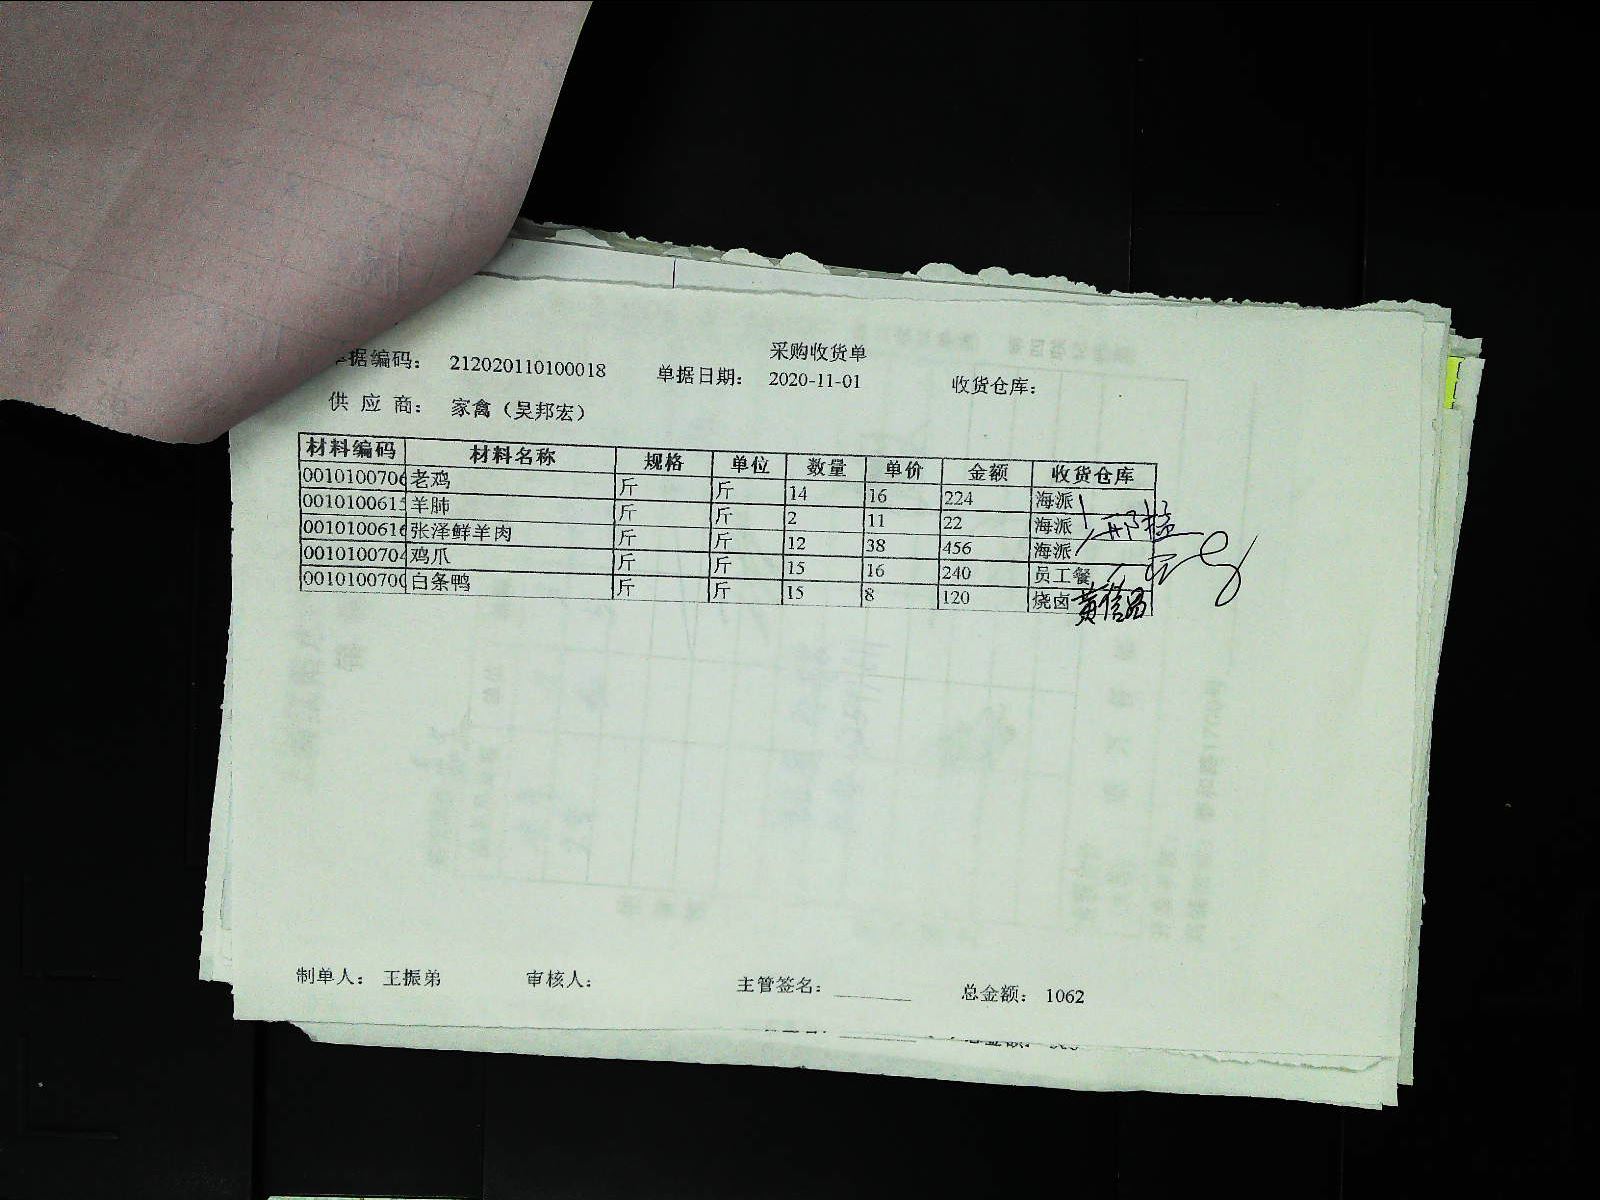 采购收货单
单据编码： 212020110100018 单据日期： 2020-11-01 收货仓库：
供 应 商： 家禽（吴邦宏）
材料编码 材料名称 规格 单位 数量 单价 金额 收货仓库
0010100706 老鸡 斤 斤 14 16 224 海派
001010061 羊肺 斤 斤 2 11 22 海派
0010100616 张泽鲜羊肉 斤 斤 12 38 456 海派
001010070 鸡爪 斤 斤 15 16 240 员工餐
001010070 白条鸭 斤 斤 15 8 120 烧卤
制单人： 王振弟 审核人： 主管签名：________ 总金额： 1062